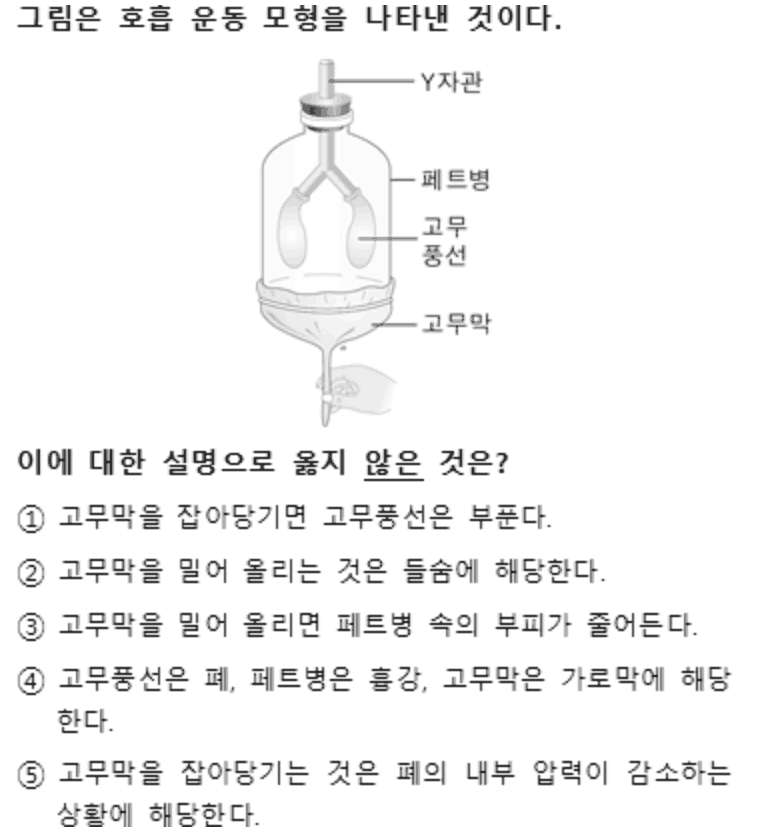 그림은 호흡 운동 모형을 나타낸 것이다.
Y자관
페트병
고무
풍선
고무막
이에 대한 설명으로 옳지 않은 것은?
① 고무막을 잡아당기면 고무풍선은 부푼다.
② 고무막을 밀어 올리는 것은 들숨에 해당한다.
③ 고무막을 밀어 올리면 페트병 속의 부피가 줄어든다.
④ 고무풍선은 폐, 페트병은 흉강, 고무막은 가로막에 해당
한다.
⑤ 고무막을 잡아당기는 것은 폐의 내부 압력이 감소하는
상황에 해당한다.